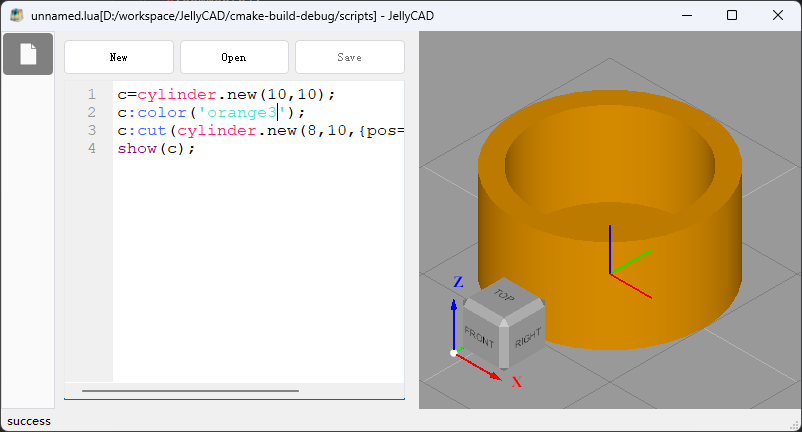 unnamed.lua[D:/workspace/JellyCAD/cmake-build-debug/scripts] - JellyCAD
New Open Save
1 c=cylinder.new(10,10);
2 c:color('orange3');
3 c:cut(cylinder.new(8,10,{pos=
4 show(c);
Z
TOP
FRONT RIGHT
X
success